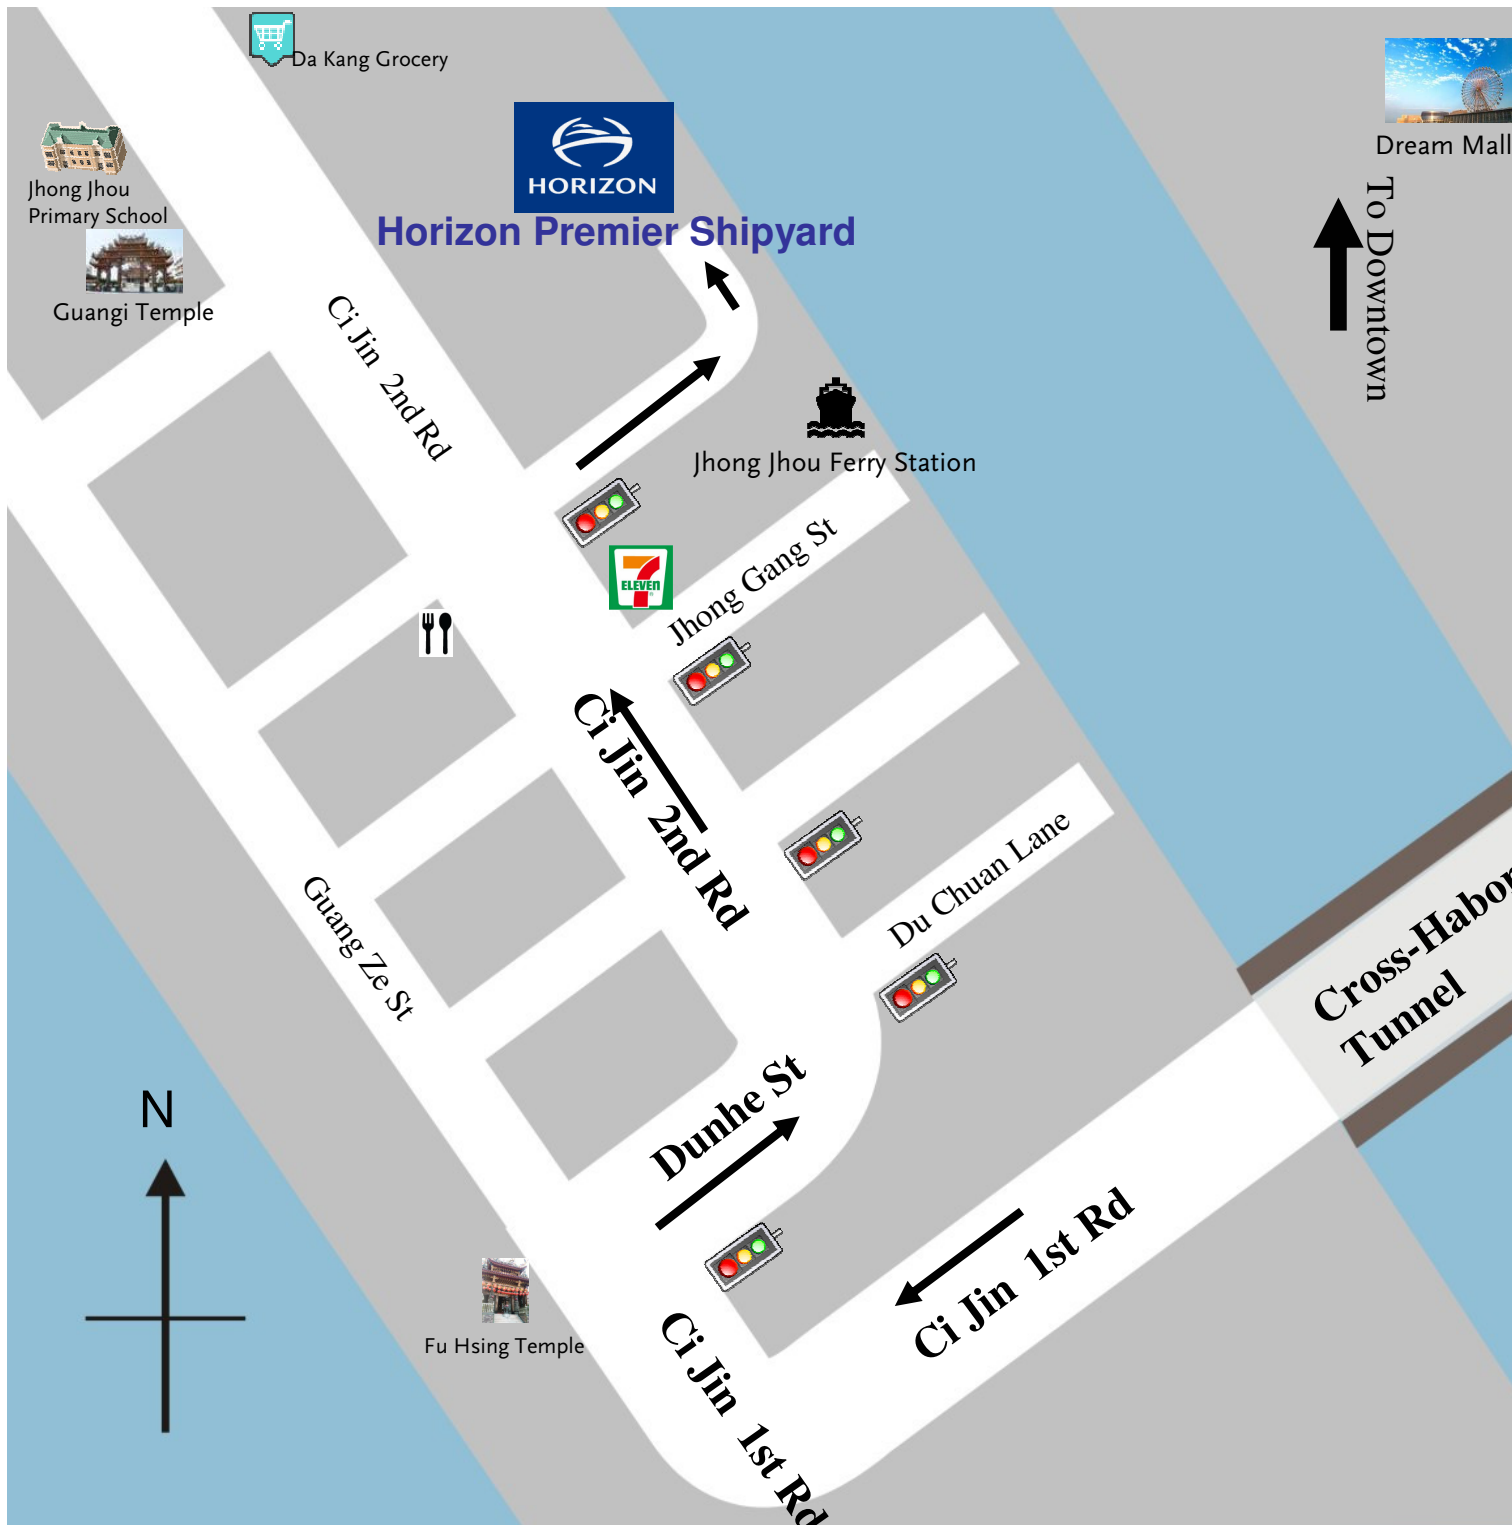 Da Kang Grocery
Dream Mall
Jhong Jhou
Primary School
HORIZON
Horizon Premier Shipyard
To Downtown
Guangi Temple
Ci Jin 2nd Rd
Jhong Jhou Ferry Station
7
ELEVEN
Jhong Gang St
Ci Jin 2nd Rd
Du Chuan Lane
Guang Ze St
Cross-Habor
Tunnel
N
Dunhe St
Ci Jin 1st Rd
Fu Hsing Temple
Ci Jin 1st Rd